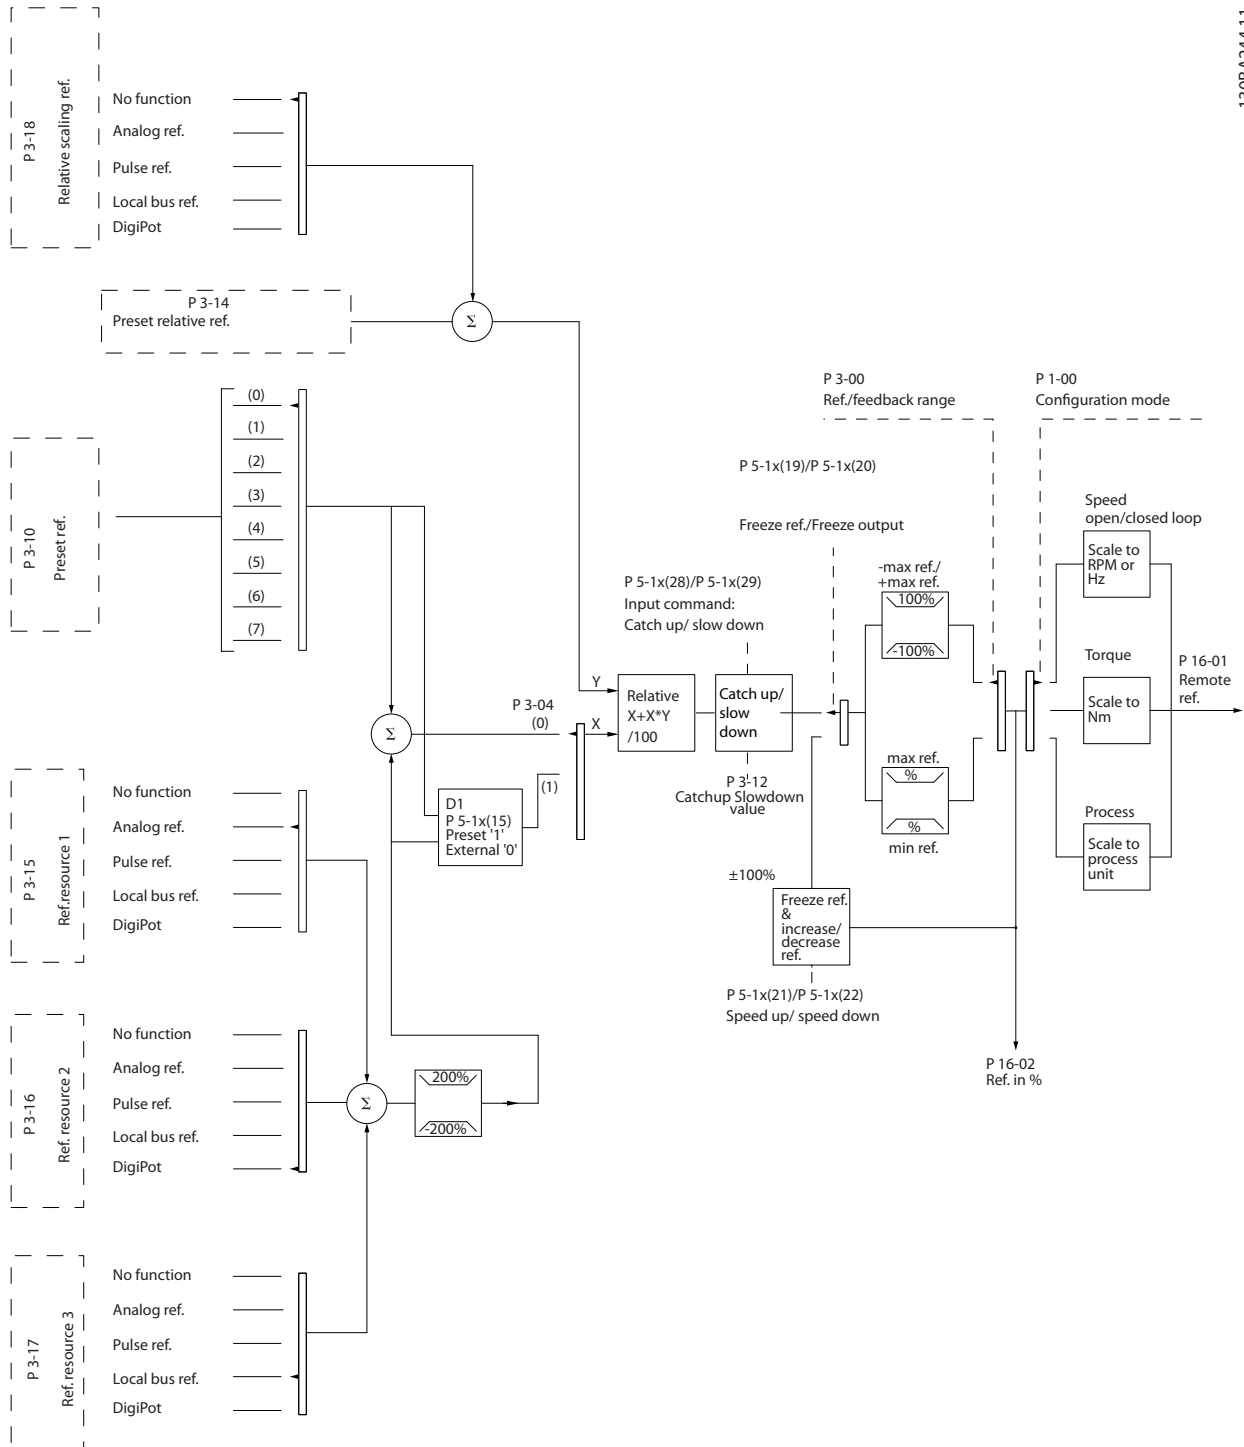 130BA244.11
P 3-18
Relative scaling ref.
No function
Analog ref.
Pulse ref.
Local bus ref.
DigiPot
P 3-14
Preset relative ref.
Σ
P 3-10
Preset ref.
(0)
(1)
(2)
(3)
(4)
(5)
(6)
(7)
P 3-00
Ref./feedback range
P 1-00
Configuration mode
P 5-1x(19)/P 5-1x(20)
Freeze ref./Freeze output
Speed
open/closed loop
Scale to
RPM or
Hz
-max ref./
+max ref.
100%
-100%
P 5-1x(28)/P 5-1x(29)
Input command:
Catch up/ slow down
Y
X
Relative
X+X*Y
/100
Catch up/
slow
down
Torque
Scale to
Nm
P 16-01
Remote
ref.
P 3-04
(0)
(1)
Σ
D1
P 5-1x(15)
Preset '1'
External '0'
P 3-12
Catchup Slowdown
value
max ref.
%
%
min ref.
Process
Scale to
process
unit
±100%
Freeze ref.
&
increase/
decrease
ref.
P 5-1x(21)/P 5-1x(22)
Speed up/ speed down
P 16-02
Ref. in %
P 3-15
Ref.resource 1
No function
Analog ref.
Pulse ref.
Local bus ref.
DigiPot
P 3-16
Ref. resource 2
No function
Analog ref.
Pulse ref.
Local bus ref.
DigiPot
Σ
200%
-200%
P 3-17
Ref. resource 3
No function
Analog ref.
Pulse ref.
Local bus ref.
DigiPot